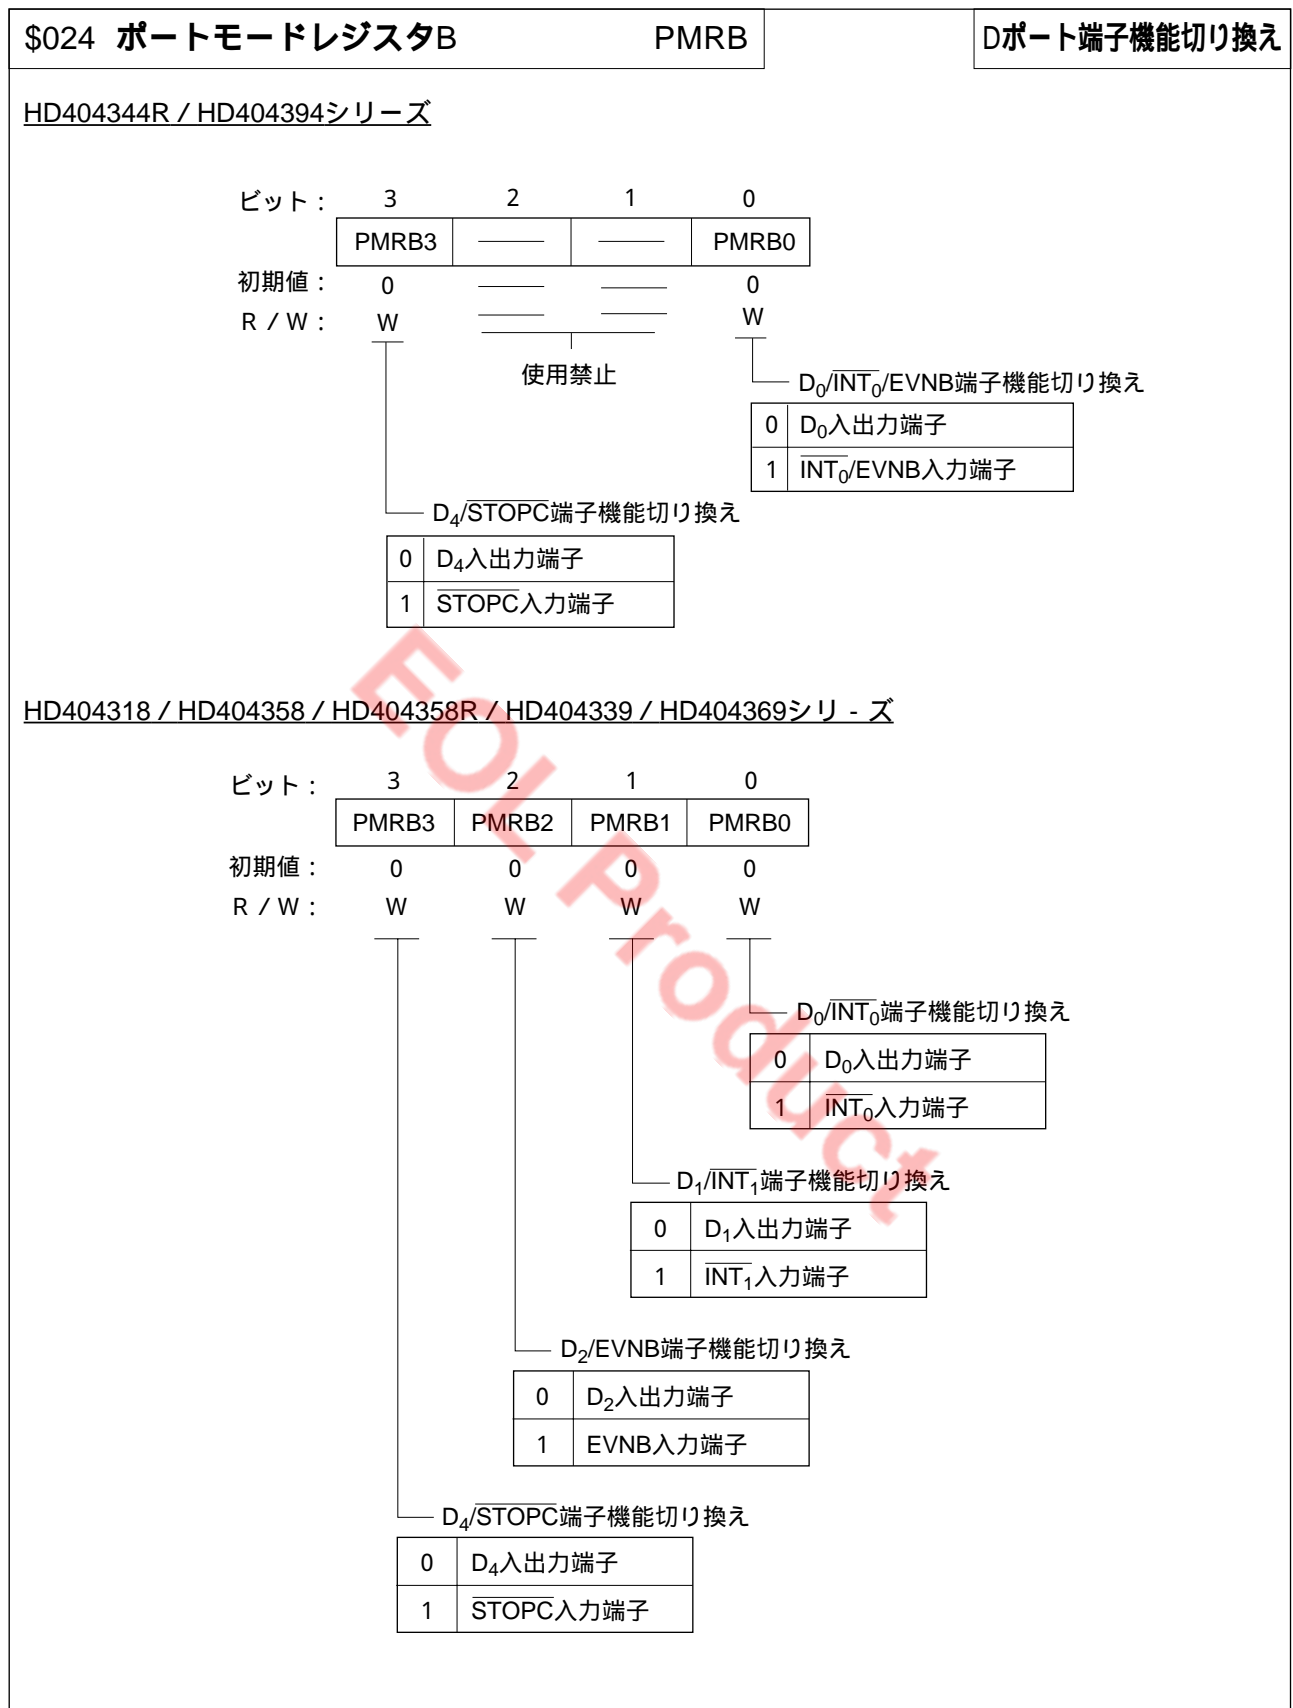 $024 ポートモードレジスタB PMRB Dポート端子機能切り換え
HD404344R / HD404394シリーズ
ビット： 3 2 1 0
PMRB3 —— —— PMRB0
初期値： 0 —— —— 0
R / W： W —— —— W
使用禁止
D0/INT0/EVNB端子機能切り換え
0 D0入出力端子
1 INT0/EVNB入力端子
D4/STOPC端子機能切り換え
0 D4入出力端子
1 STOPC入力端子
HD404318 / HD404358 / HD404358R / HD404339 / HD404369シリ - ズ
ビット： 3 2 1 0
PMRB3 PMRB2 PMRB1 PMRB0
初期値： 0 0 0 0
R / W： W W W W
D0/INT0端子機能切り換え
0 D0入出力端子
1 INT0入力端子
D1/INT1端子機能切り換え
0 D1入出力端子
1 INT1入力端子
D2/EVNB端子機能切り換え
0 D2入出力端子
1 EVNB入力端子
D4/STOPC端子機能切り換え
0 D4入出力端子
1 STOPC入力端子
EOL Product